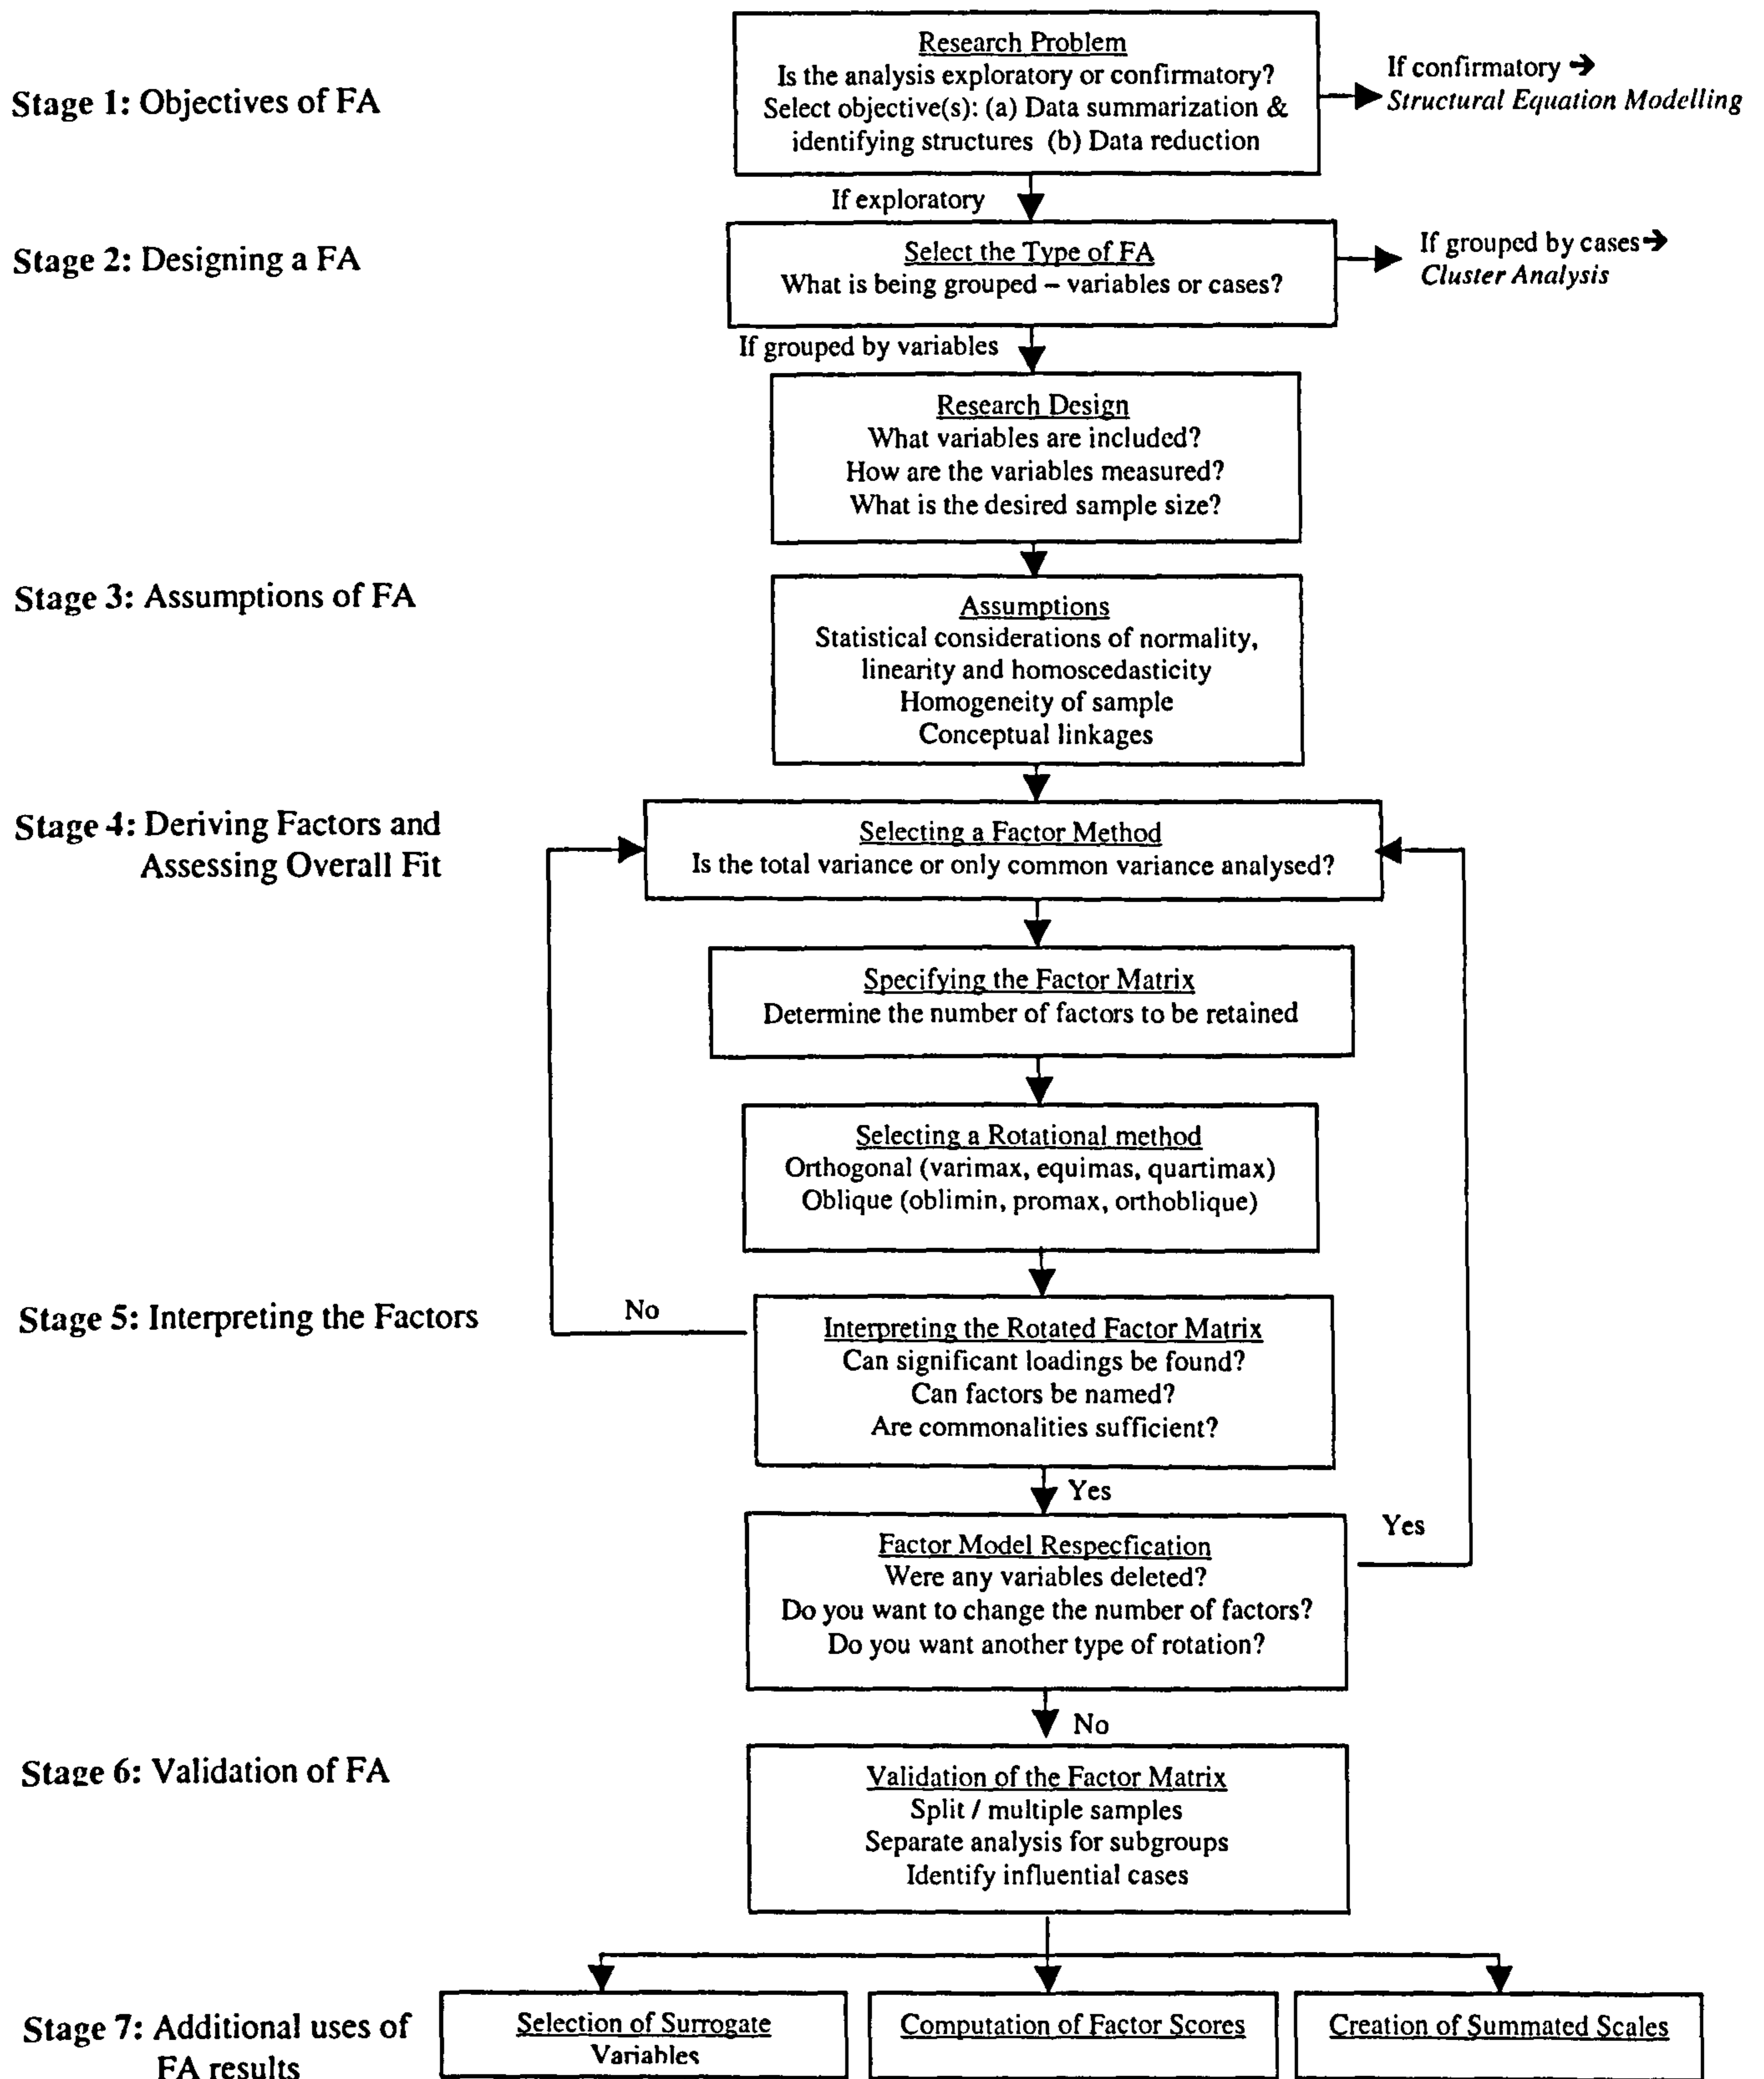 Research Problem
Is the analysis exploratory or confirmatory?
Select objective(s): (a) Data summarization &
identifying structures (b) Data reduction
If confirmatory →
Structural Equation Modelling
Stage 1: Objectives of FA
If exploratory
Stage 2: Designing a FA
Select the Type of FA
What is being grouped – variables or cases?
If grouped by cases→
Cluster Analysis
If grouped by variables
Research Design
What variables are included?
How are the variables measured?
What is the desired sample size?
Stage 3: Assumptions of FA
Assumptions
Statistical considerations of normality,
linearity and homoscedasticity
Homogeneity of sample
Conceptual linkages
Stage 4: Deriving Factors and
Assessing Overall Fit
Selecting a Factor Method
Is the total variance or only common variance analysed?
Specifying the Factor Matrix
Determine the number of factors to be retained
Selecting a Rotational method
Orthogonal (varimax, equimas, quartimax)
Oblique (oblimin, promax, orthoblique)
Stage 5: Interpreting the Factors
No
Interpreting the Rotated Factor Matrix
Can significant loadings be found?
Can factors be named?
Are commonalities sufficient?
Yes
Yes
Factor Model Respecfication
Were any variables deleted?
Do you want to change the number of factors?
Do you want another type of rotation?
No
Stage 6: Validation of FA
Validation of the Factor Matrix
Split / multiple samples
Separate analysis for subgroups
Identify influential cases
Stage 7: Additional uses of
FA results
Selection of Surrogate
Variables
Computation of Factor Scores
Creation of Summated Scales